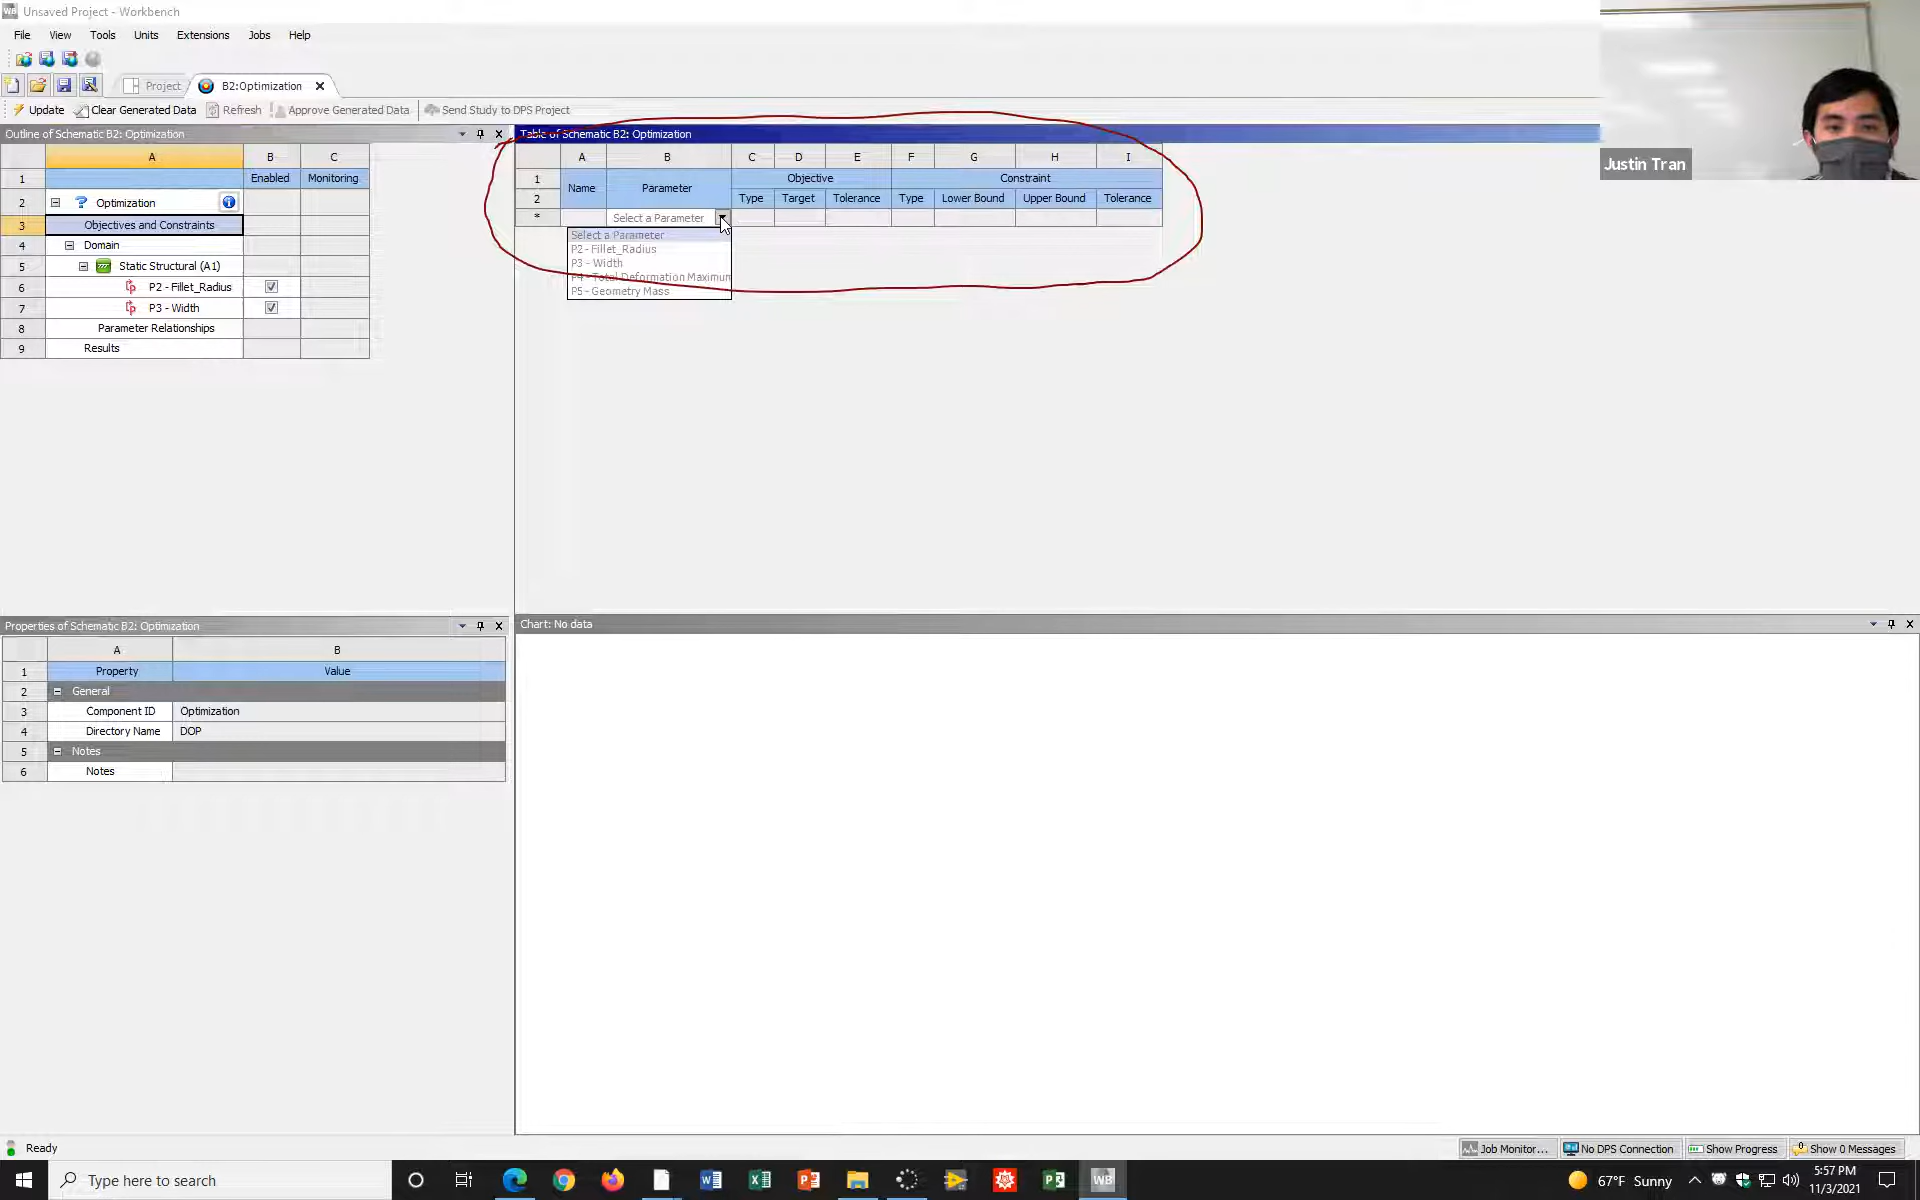 Unsaved Project - Workbench
File View Tools Units Extensions Jobs Help
Project B2:Optimization
Update Clear Generated Data Refresh Approve Generated Data Send Study to DPS Project
Outline of Schematic B2: Optimization
A B C
1 Enabled Monitoring
2 Optimization
3 Objectives and Constraints
4 Domain
5 Static Structural (A1)
6 P2 - Fillet_Radius
7 P3 - Width
8 Parameter Relationships
9 Results
Table of Schematic B2: Optimization
A B C D E F G H I
1 Name Parameter Objective Constraint
2 Type Target Tolerance Type Lower Bound Upper Bound Tolerance
* Select a Parameter
Select a Parameter
P2 - Fillet_Radius
P3 - Width
P4 - Total Deformation Maximum
P5 - Geometry Mass
Justin Tran
Properties of Schematic B2: Optimization
A B
1 Property Value
2 General
3 Component ID Optimization
4 Directory Name DOP
5 Notes
6 Notes
Chart: No data
Ready
Job Monitor... No DPS Connection Show Progress Show 0 Messages
Type here to search
67°F Sunny
5:57 PM
11/3/2021